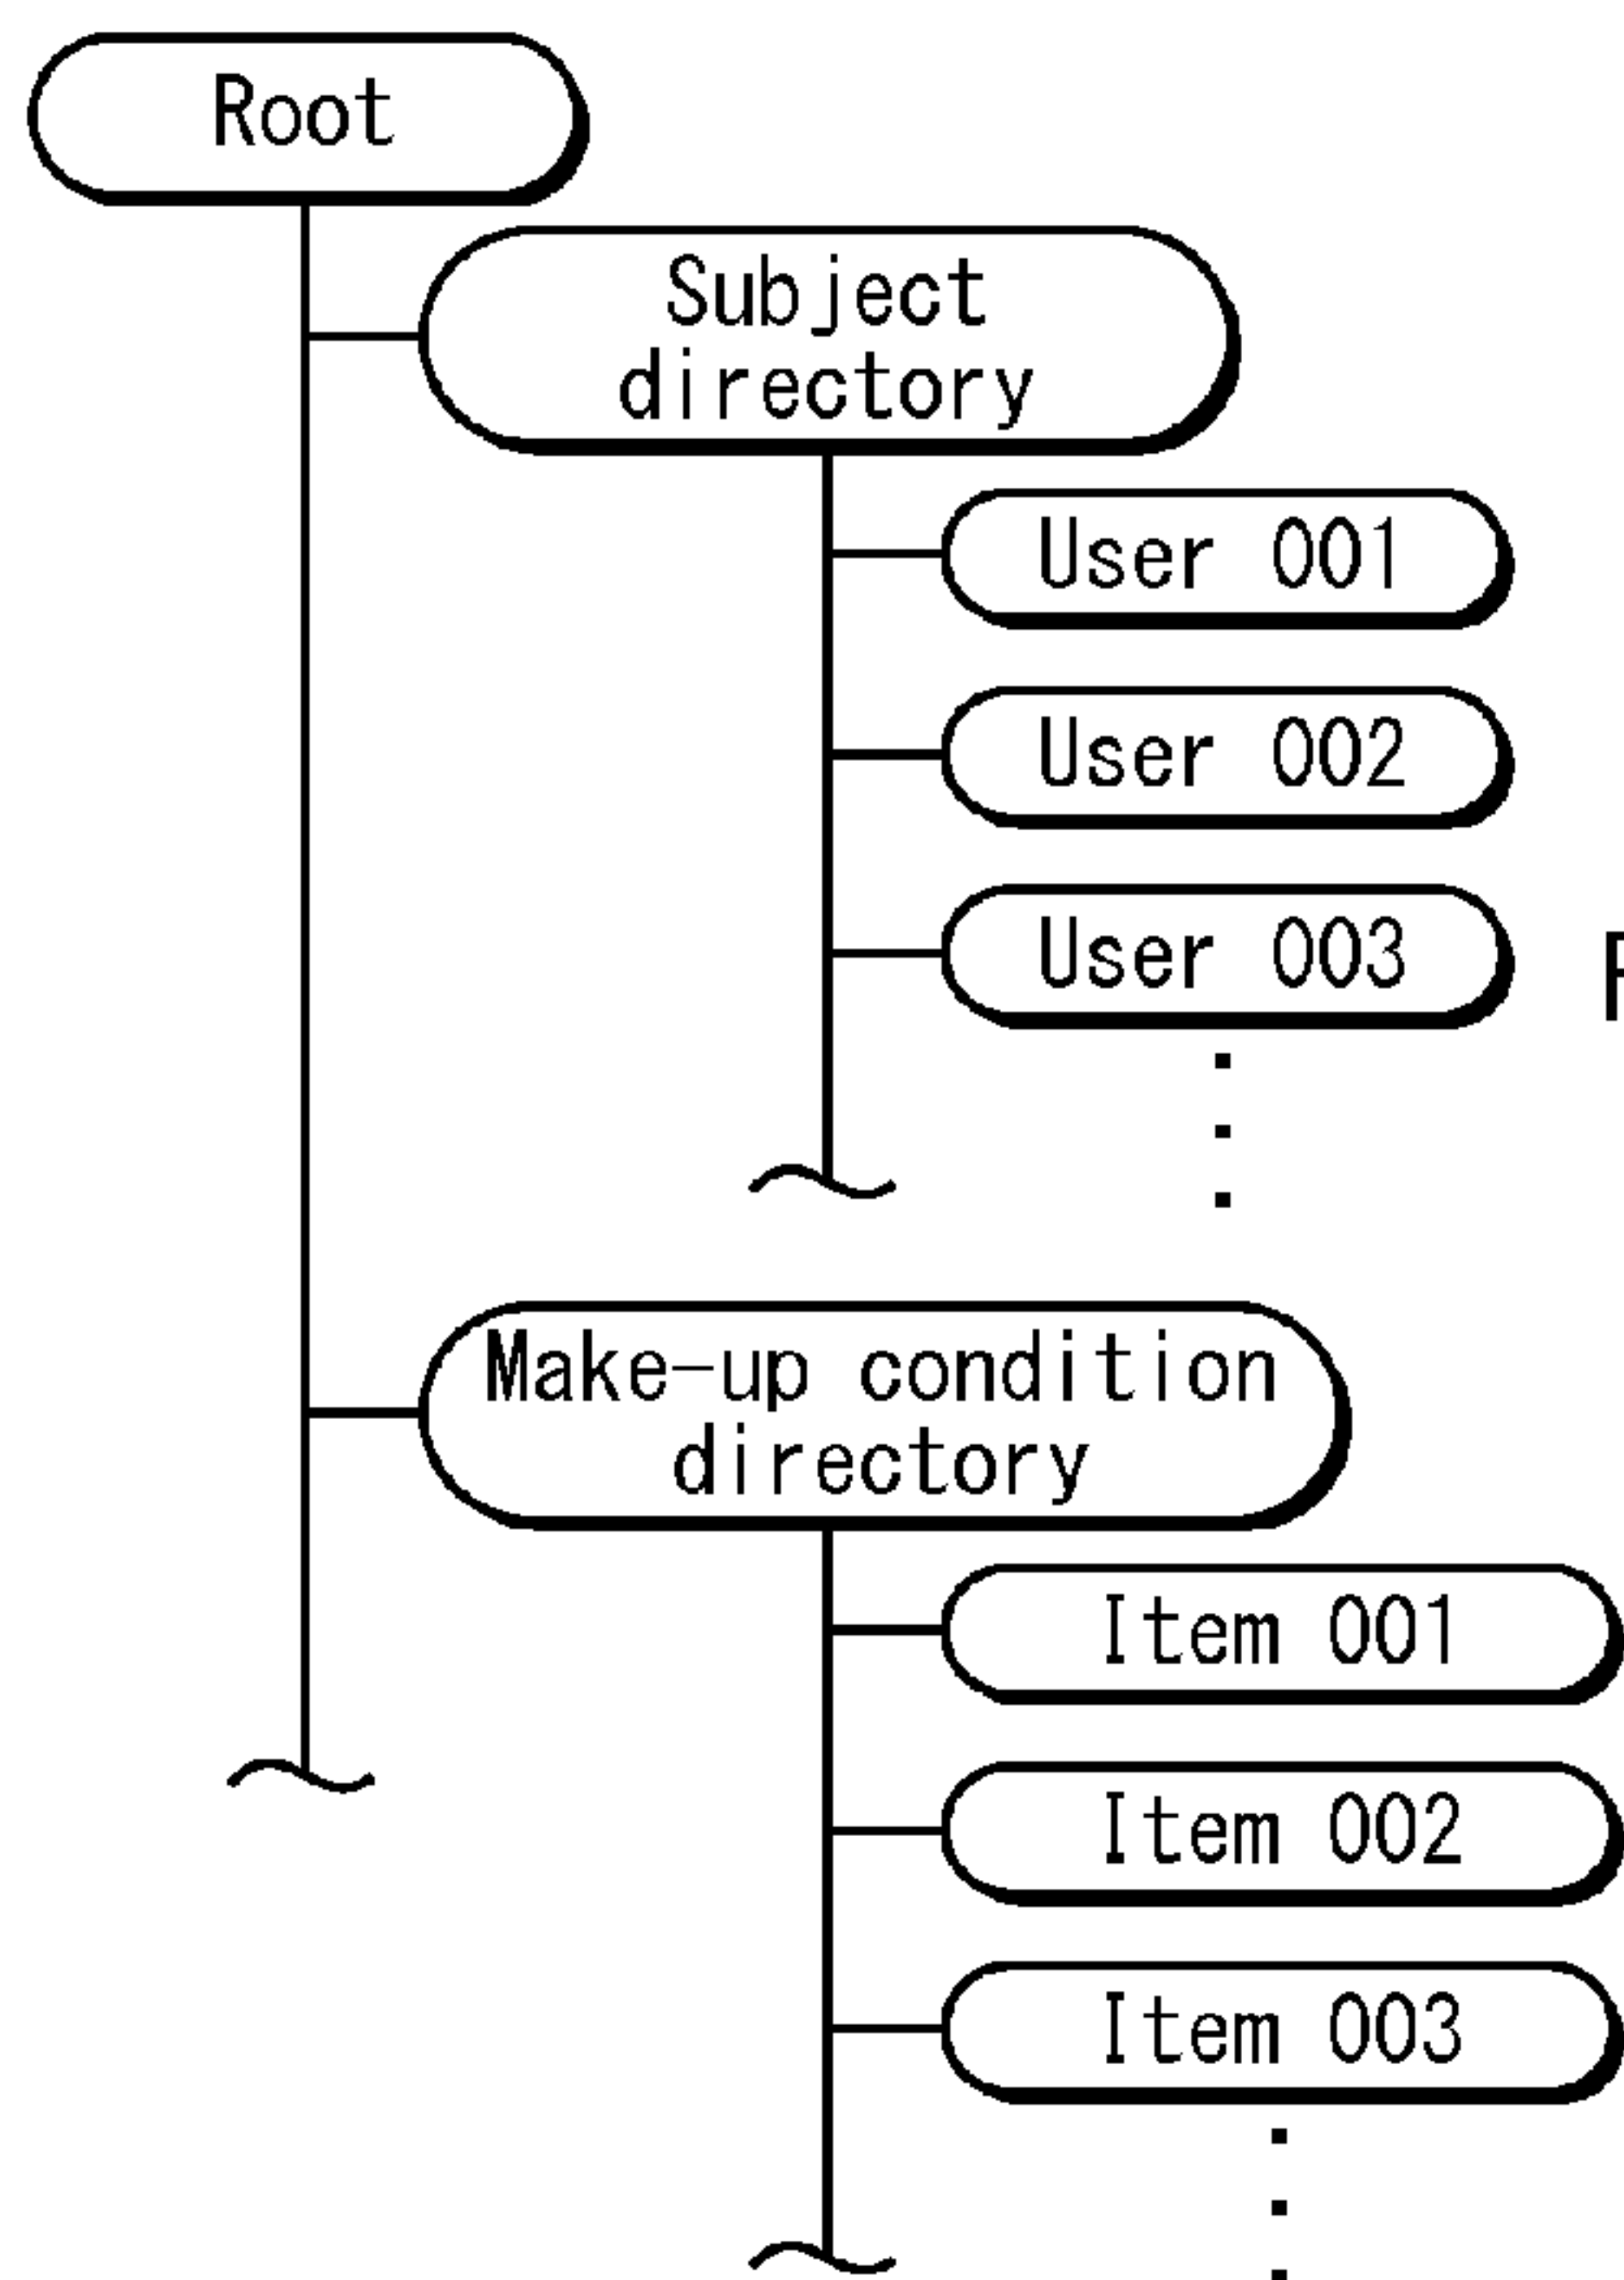 Root
Subject
directory
User 001
User 002
User 003
Make-up condition
directory
Item 001
Item 002
Item 003